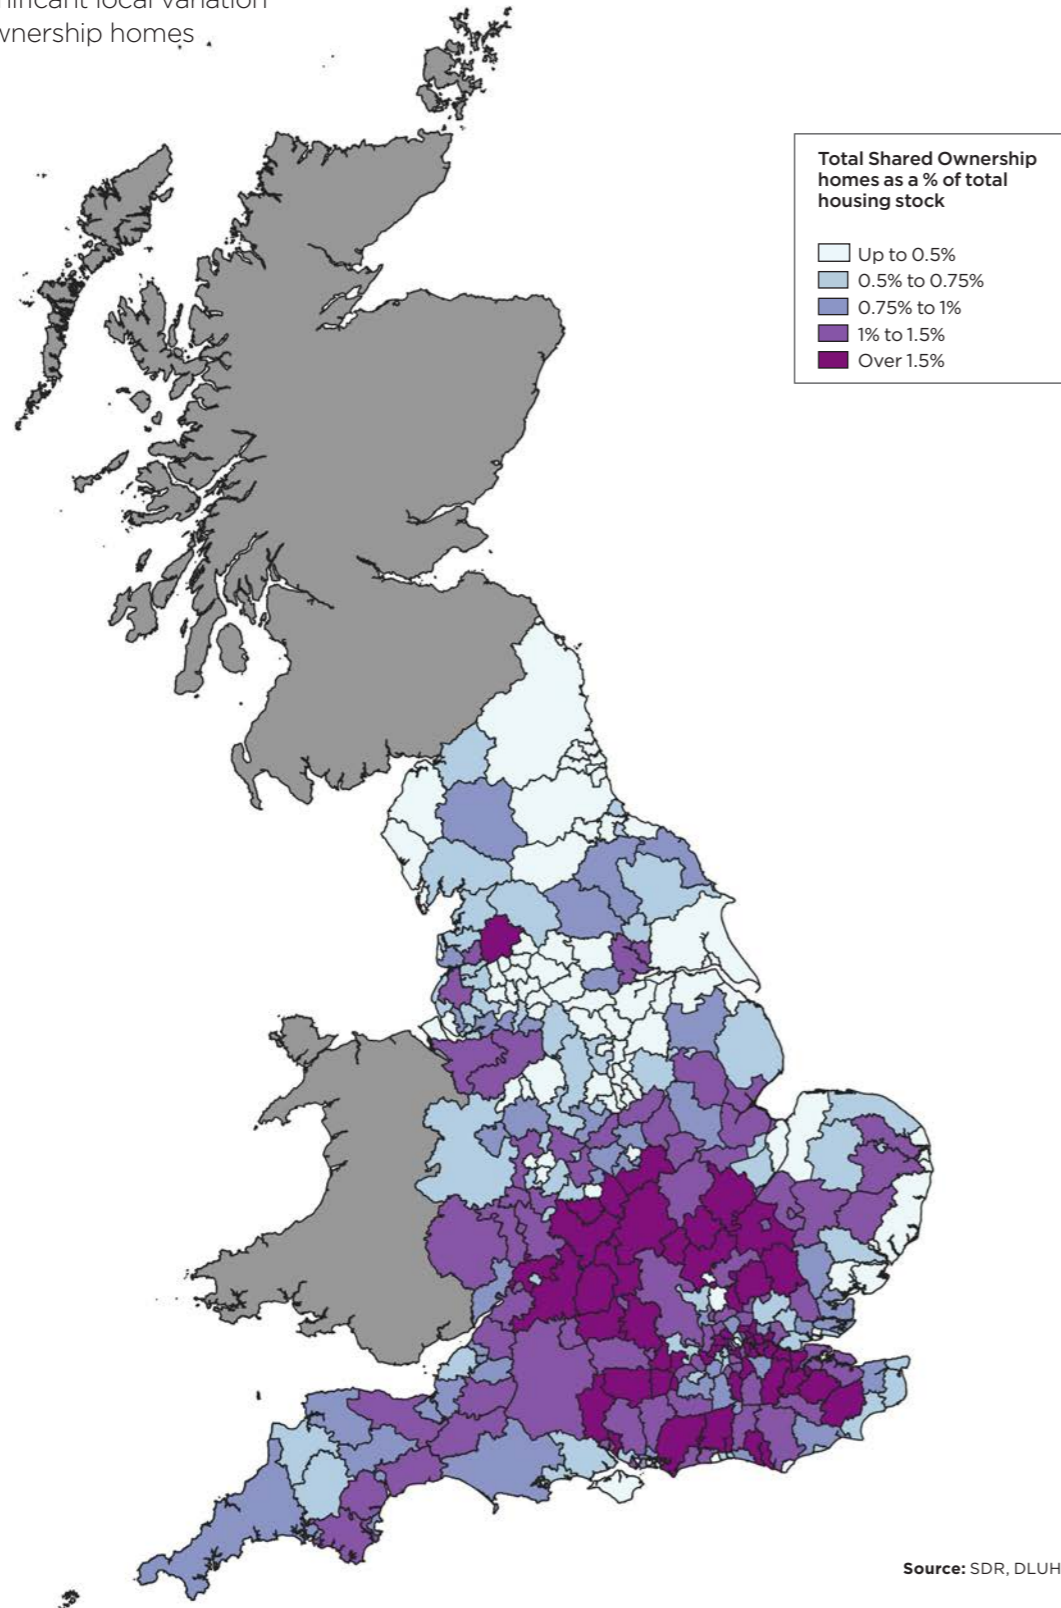 nificant local variation
wnership homes
Total Shared Ownership
homes as a % of total
housing stock
Up to 0.5%
0.5% to 0.75%
0.75% to 1%
1% to 1.5%
Over 1.5%
Source: SDR, DLUH